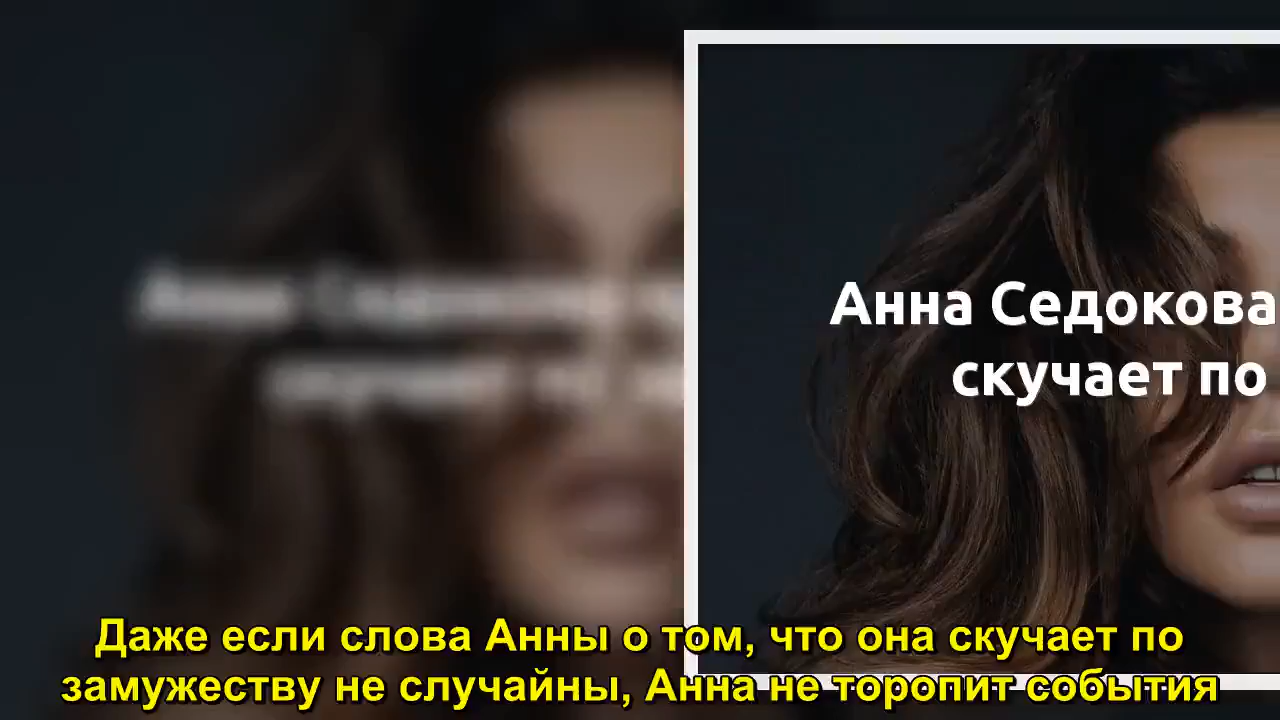 Анна Седокова
скучает по
Даже если слова Анны о том, что она скучает по
замужеству не случайны, Анна не торопит события